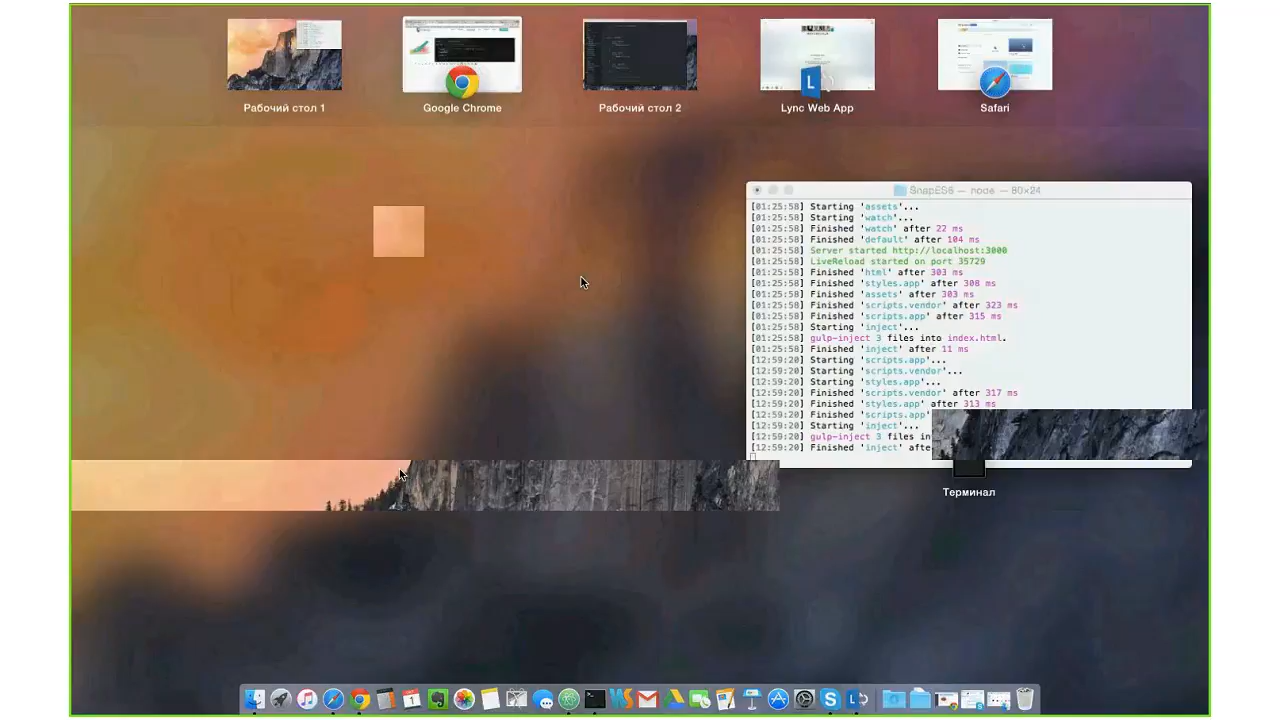 Рабочий стол 1
Google Chrome
Рабочий стол 2
Lync Web App
Safari
SnapES6 — node — 80×24
[01:25:58] Starting 'assets'...
[01:25:58] Starting 'watch'...
[01:25:58] Finished 'watch' after 22 ms
[01:25:58] Finished 'default' after 104 ms
[01:25:58] Server started http://localhost:3000
[01:25:58] LiveReload started on port 35729
[01:25:58] Finished 'html' after 303 ms
[01:25:58] Finished 'styles.app' after 308 ms
[01:25:58] Finished 'assets' after 303 ms
[01:25:58] Finished 'scripts.vendor' after 323 ms
[01:25:58] Finished 'scripts.app' after 315 ms
[01:25:58] Starting 'inject'...
[01:25:58] gulp-inject 3 files into index.html.
[01:25:58] Finished 'inject' after 11 ms
[12:59:20] Starting 'scripts.app'...
[12:59:20] Starting 'scripts.vendor'...
[12:59:20] Starting 'styles.app'...
[12:59:20] Finished 'scripts.vendor' after 317 ms
[12:59:20] Finished 'styles.app' after 313 ms
[12:59:20] Finished 'scripts.app'
[12:59:20] Starting 'inject'...
[12:59:20] gulp-inject 3 files in
[12:59:20] Finished 'inject' afte
Терминал